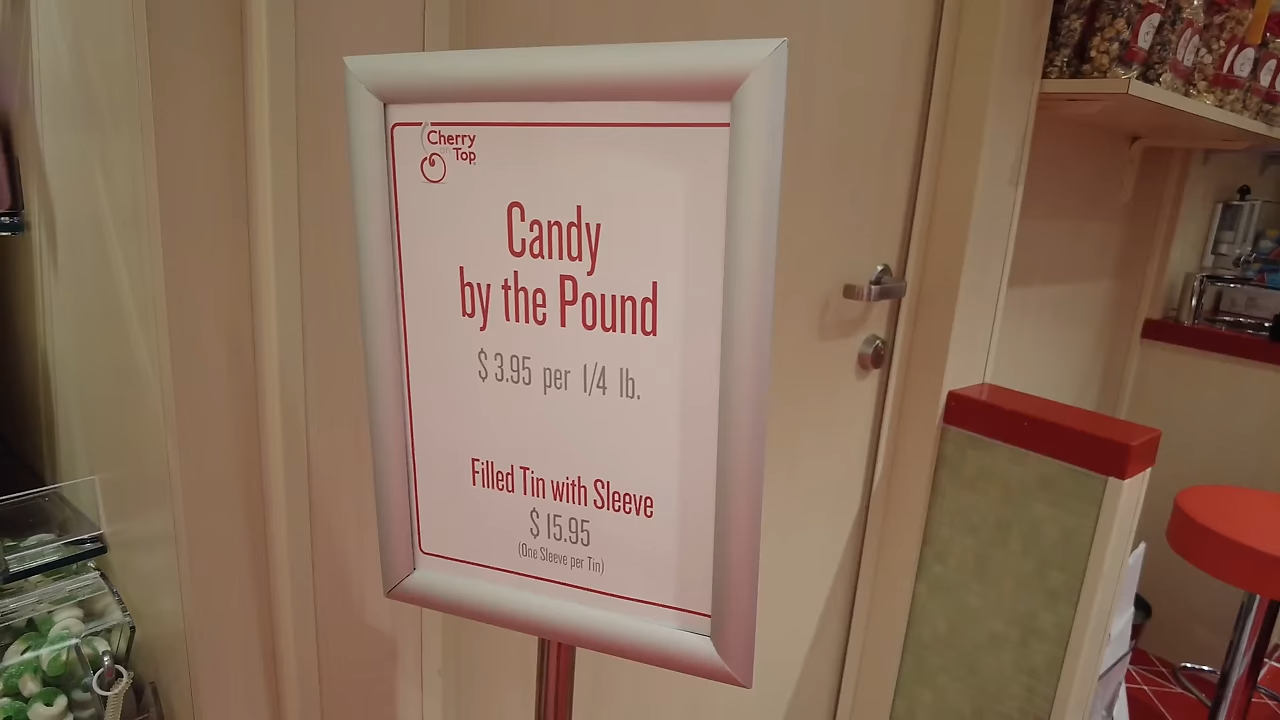 Cherry
on
Top
Candy
by the Pound
$ 3.95 per 1/4 lb.
Filled Tin with Sleeve
$ 15.95
(One Sleeve per Tin)